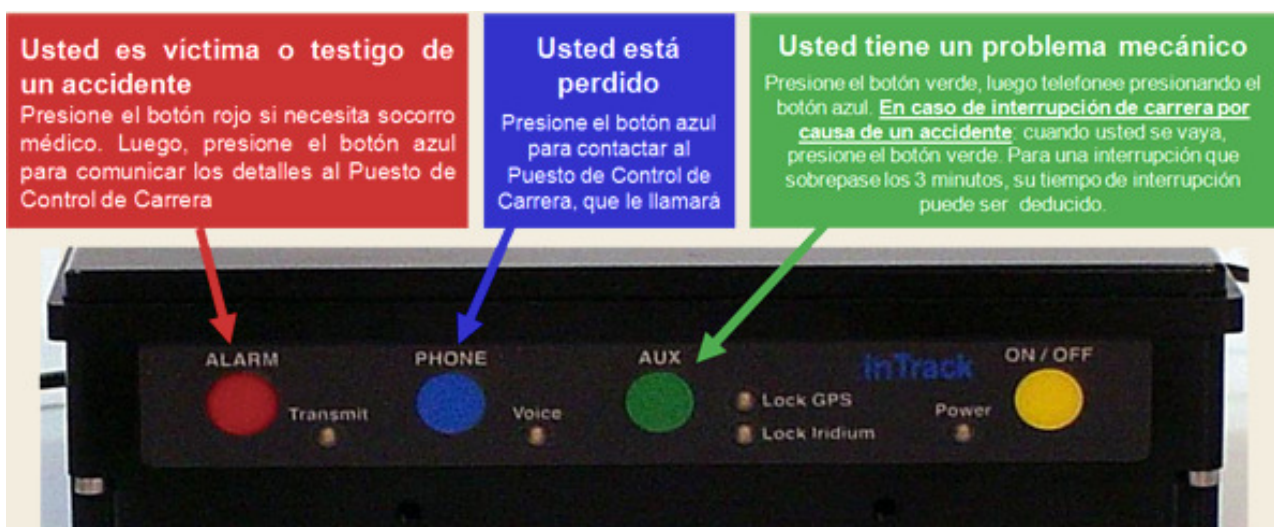 Usted es víctima o testigo de
un accidente
Presione el botón rojo si necesita socorro
médico. Luego, presione el botón azul
para comunicar los detalles al Puesto de
Control de Carrera
Usted está
perdido
Presione el botón azul
para contactar al
Puesto de Control de
Carrera, que le llamará
Usted tiene un problema mecánico
Presione el botón verde, luego telefonee presionando el
botón azul. En caso de interrupción de carrera por
causa de un accidente: cuando usted se vaya,
presione el botón verde. Para una interrupción que
sobrepase los 3 minutos, su tiempo de interrupción
puede ser deducido.
ALARM
Transmit
PHONE
Voice
AUX
Lock GPS
Lock Iridium
inTrack
Power
ON / OFF